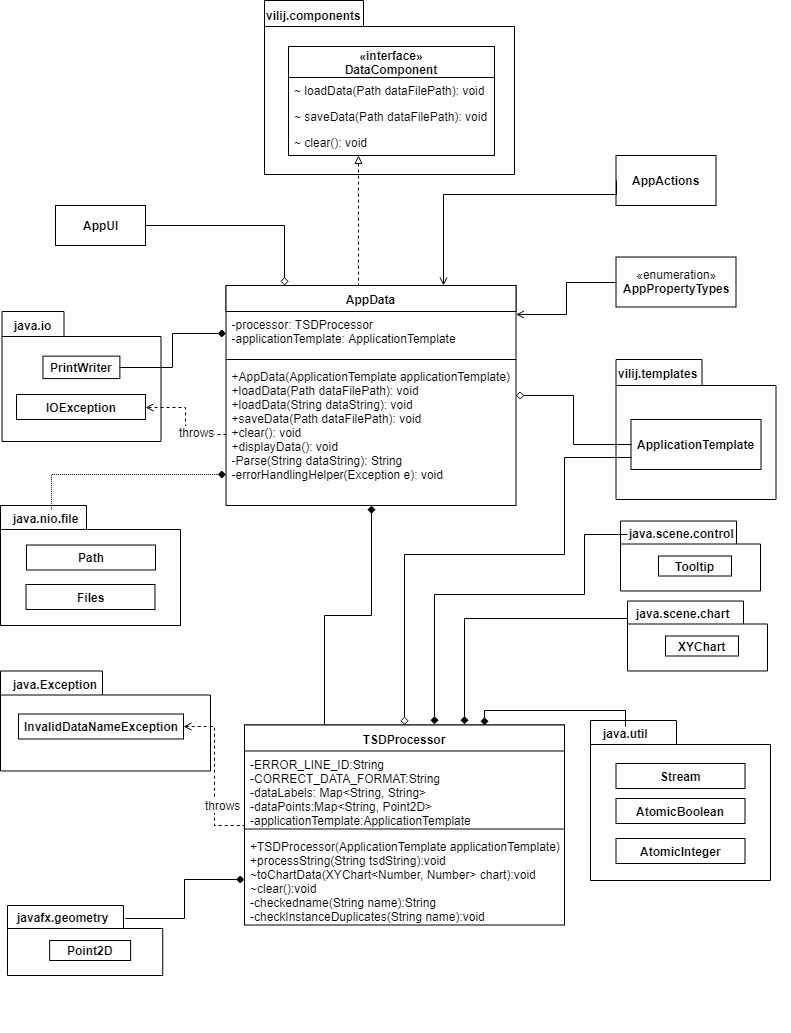 vilij.components
«interface»
DataComponent
~ loadData(Path dataFilePath): void
~ saveData(Path dataFilePath): void
~ clear(): void
AppActions
AppUI
«enumeration»
AppPropertyTypes
AppData
-processor: TSDProcessor
-applicationTemplate: ApplicationTemplate
+AppData(ApplicationTemplate applicationTemplate)
+loadData(Path dataFilePath): void
+loadData(String dataString): void
+saveData(Path dataFilePath): void
+clear(): void
+displayData(): void
-Parse(String dataString): String
-errorHandlingHelper(Exception e): void
java.io
PrintWriter
IOException
throws
vilij.templates
ApplicationTemplate
java.nio.file
Path
Files
java.scene.control
Tooltip
java.scene.chart
XYChart
java.Exception
InvalidDataNameException
throws
TSDProcessor
-ERROR_LINE_ID:String
-CORRECT_DATA_FORMAT:String
-dataLabels: Map<String, String>
-dataPoints:Map<String, Point2D>
-applicationTemplate:ApplicationTemplate
+TSDProcessor(ApplicationTemplate applicationTemplate)
+processString(String tsdString):void
~toChartData(XYChart<Number, Number> chart):void
~clear():void
-checkedname(String name):String
-checkInstanceDuplicates(String name):void
java.util
Stream
AtomicBoolean
AtomicInteger
javafx.geometry
Point2D